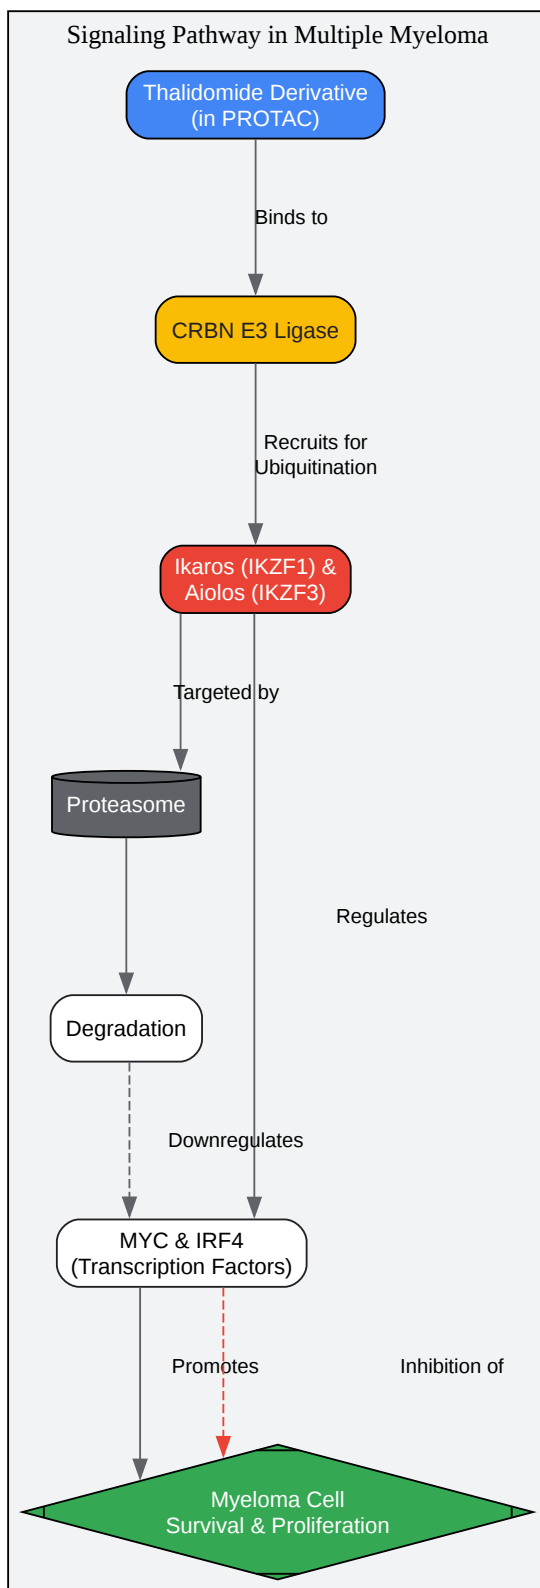 Signaling Pathway in Multiple Myeloma
Thalidomide Derivative
(in PROTAC)
Binds to
CRBN E3 Ligase
Recruits for
Ubiquitination
Ikaros (IKZF1) &
Aiolos (IKZF3)
Targeted by
Proteasome
Regulates
Degradation
Downregulates
MYC & IRF4
(Transcription Factors)
Promotes
Inhibition of
Myeloma Cell
Survival & Proliferation